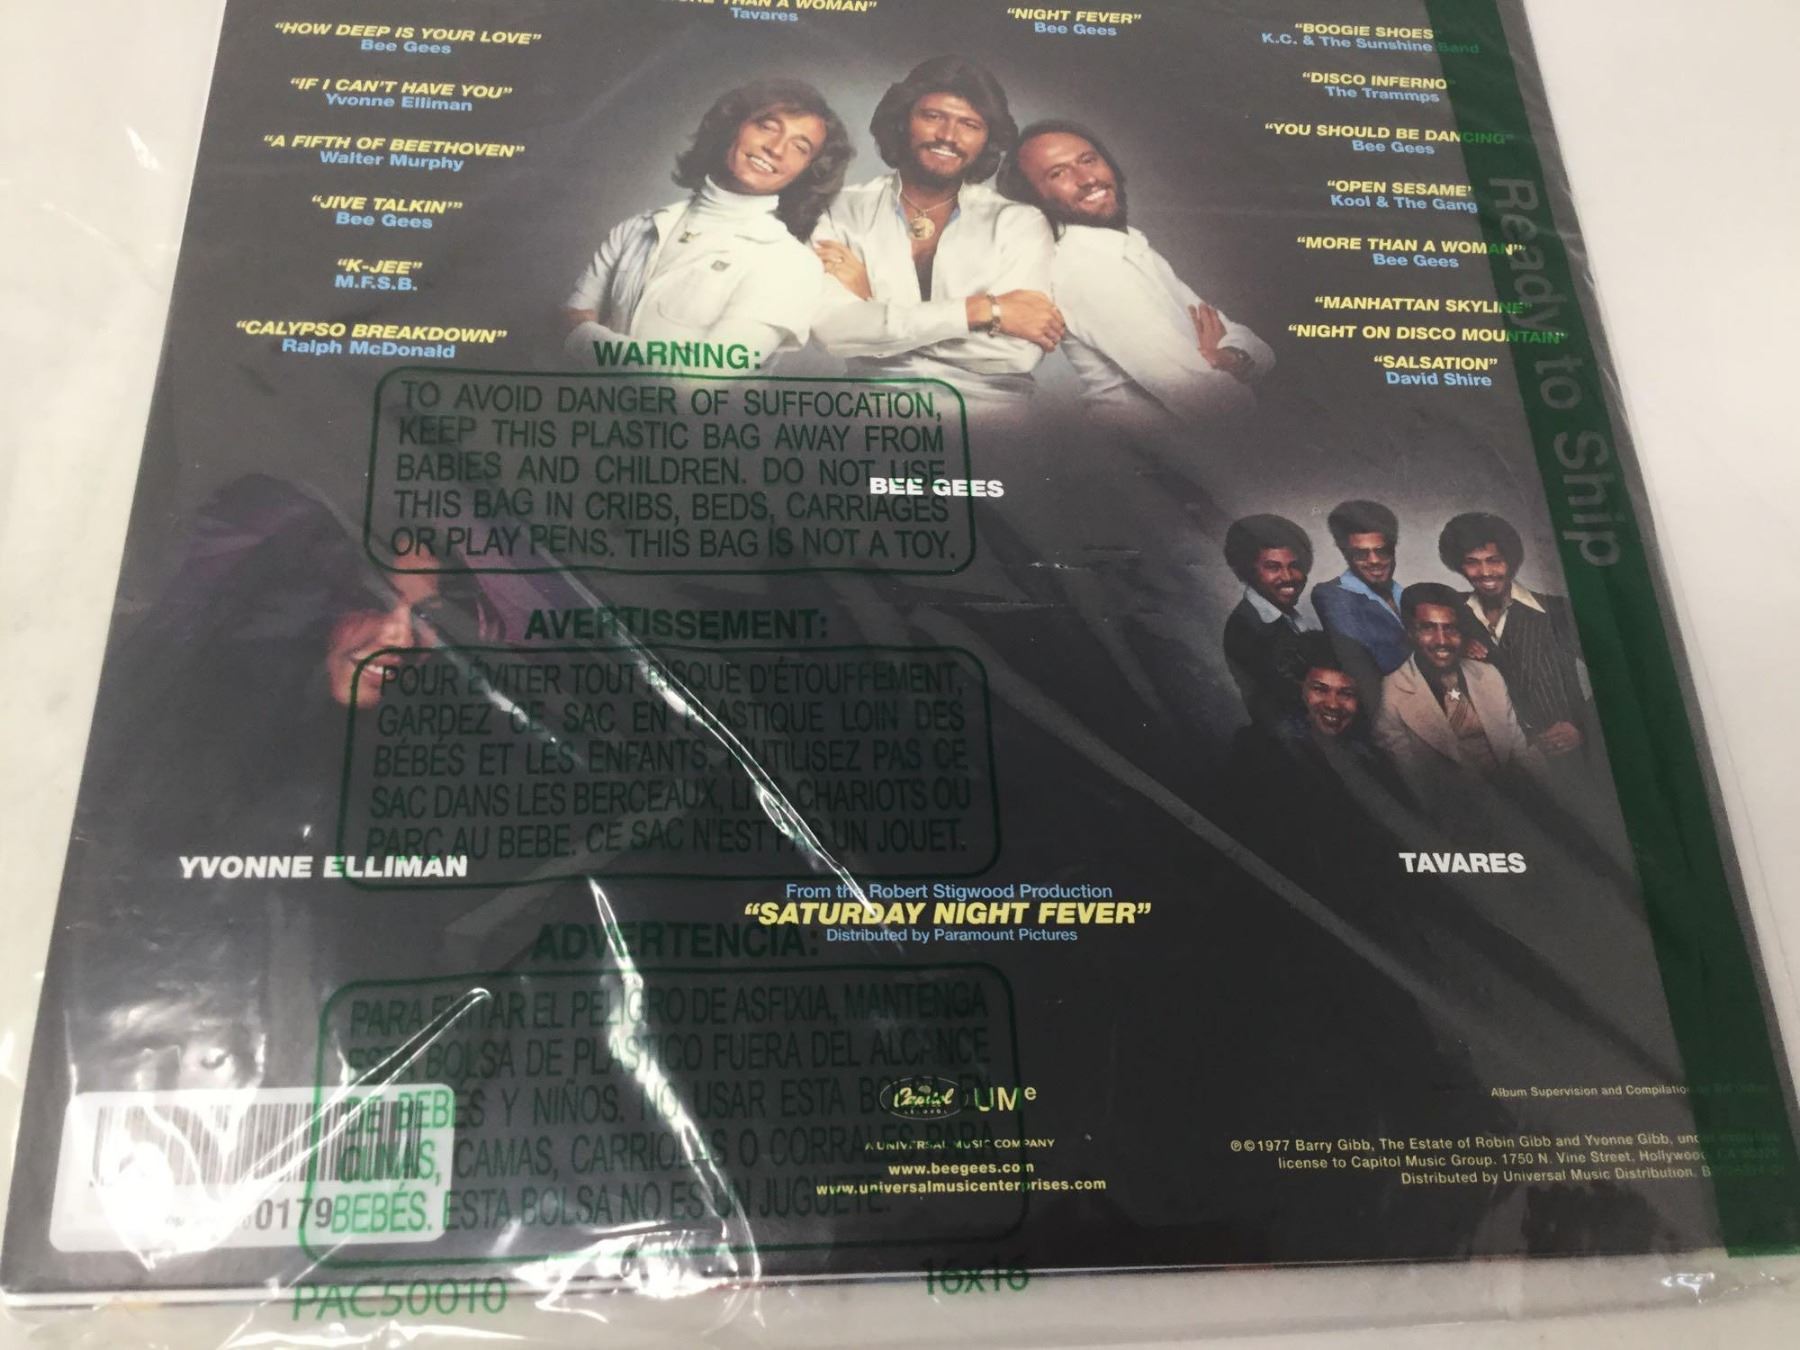 THAN A WOMAN"
Tavares
"NIGHT FEVER"
Bee Gees
"HOW DEEP IS YOUR LOVE"
Bee Gees
"IF I CAN'T HAVE YOU"
Yvonne Elliman
"A FIFTH OF BEETHOVEN"
Walter Murphy
"JIVE TALKIN'"
Bee Gees
"K-JEE"
M.F.S.B.
"CALYPSO BREAKDOWN"
Ralph McDonald
"BOOGIE SHOES"
K.C. & The Sunshine Band
"DISCO INFERNO
The Trammps
"YOU SHOULD BE DANCING"
Bee Gees
"OPEN SESAME"
Kool & The Gang
"MORE THAN A WOMAN"
Bee Gees
"MANHATTAN SKYLINE"
"NIGHT ON DISCO MOUNTAIN"
"SALSATION"
David Shire
Ready to Ship
WARNING:
TO AVOID DANGER OF SUFFOCATION,
KEEP THIS PLASTIC BAG AWAY FROM
BABIES AND CHILDREN. DO NOT USE
THIS BAG IN CRIBS, BEDS, CARRIAGES
OR PLAY PENS. THIS BAG IS NOT A TOY.
BEE GEES
AVERTISSEMENT:
POUR ÉVITER TOUT RISQUE D'ÉTOUFFEMENT,
GARDEZ CE SAC EN PLASTIQUE LOIN DES
BÉBÉS ET LES ENFANTS. N'UTILISEZ PAS CE
SAC DANS LES BERCEAUX, CHARIOTS OU
PARC AU BEBE. CE SAC N'EST PAS UN JOUET.
YVONNE ELLIMAN
TAVARES
From the Robert Stigwood Production
"SATURDAY NIGHT FEVER"
Distributed by Paramount Pictures
ADVERTENCIA:
PARA EVITAR EL PELIGRO DE ASFIXIA, MANTENGA
ESTA BOLSA DE PLASTICO FUERA DEL ALCANCE
DE BEBÉS Y NIÑOS. NO USAR ESTA BOLSA EN
CUNAS, CAMAS, CARRIOLAS O CORRALES PARA
BEBÉS. ESTA BOLSA NO ES UN JUGUETE.
Capitol
RECORDS
UMe
A UNIVERSAL MUSIC COMPANY
www.beegees.com
www.universalmusicenterprises.com
Album Supervision and Compilation
℗©1977 Barry Gibb, The Estate of Robin Gibb and Yvonne Gibb, under exclusive
license to Capitol Music Group. 1750 N. Vine Street, Hollywood, CA
Distributed by Universal Music Distribution.
0179
PAC50010
16x16